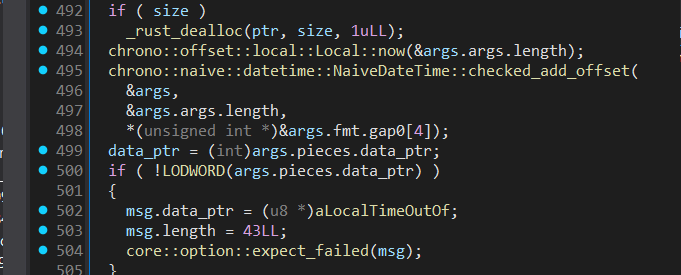 492 if ( size )
493 _rust_dealloc(ptr, size, 1uLL);
494 chrono::offset::local::Local::now(&args.args.length);
495 chrono::naive::datetime::NaiveDateTime::checked_add_offset(
496 &args,
497 &args.args.length,
498 *(unsigned int *)&args.fmt.gap0[4]);
499 data_ptr = (int)args.pieces.data_ptr;
500 if ( !LODWORD(args.pieces.data_ptr) )
501 {
502 msg.data_ptr = (u8 *)aLocalTimeOutOf;
503 msg.length = 43LL;
504 core::option::expect_failed(msg);
505 }